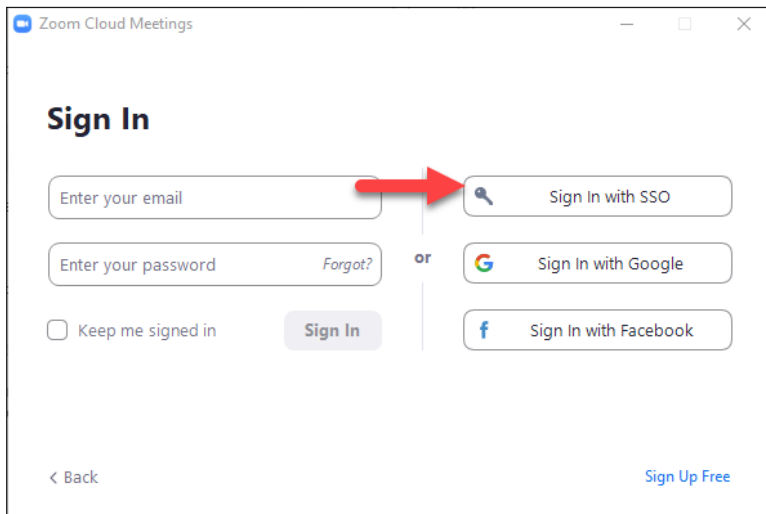 Zoom Cloud Meetings
Sign In
Enter your email
Sign In with SSO
Enter your password
Forgot?
or
Sign In with Google
Keep me signed in
Sign In
Sign In with Facebook
Back
Sign Up Free